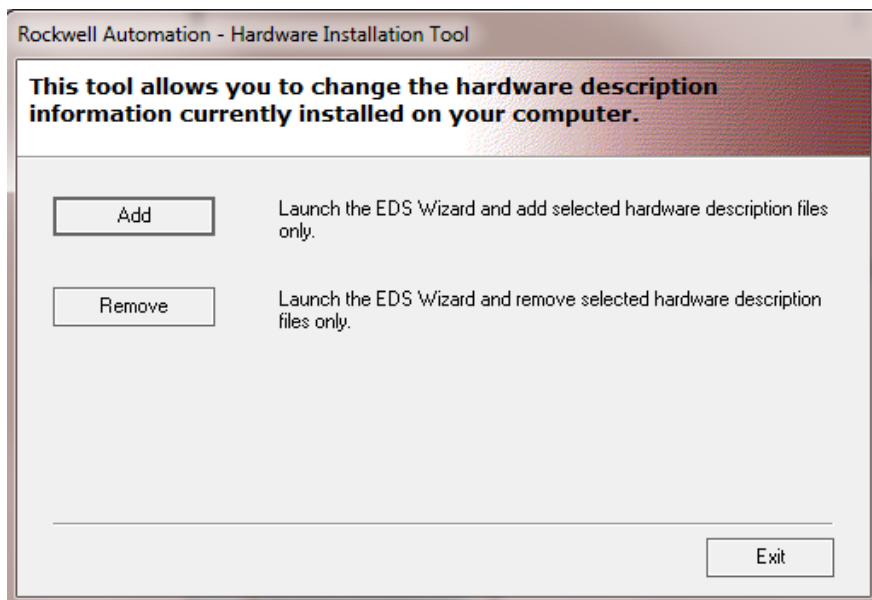 Rockwell Automation - Hardware Installation Tool
This tool allows you to change the hardware description
information currently installed on your computer.
Add
Launch the EDS Wizard and add selected hardware description files
only.
Remove
Launch the EDS Wizard and remove selected hardware description
files only.
Exit